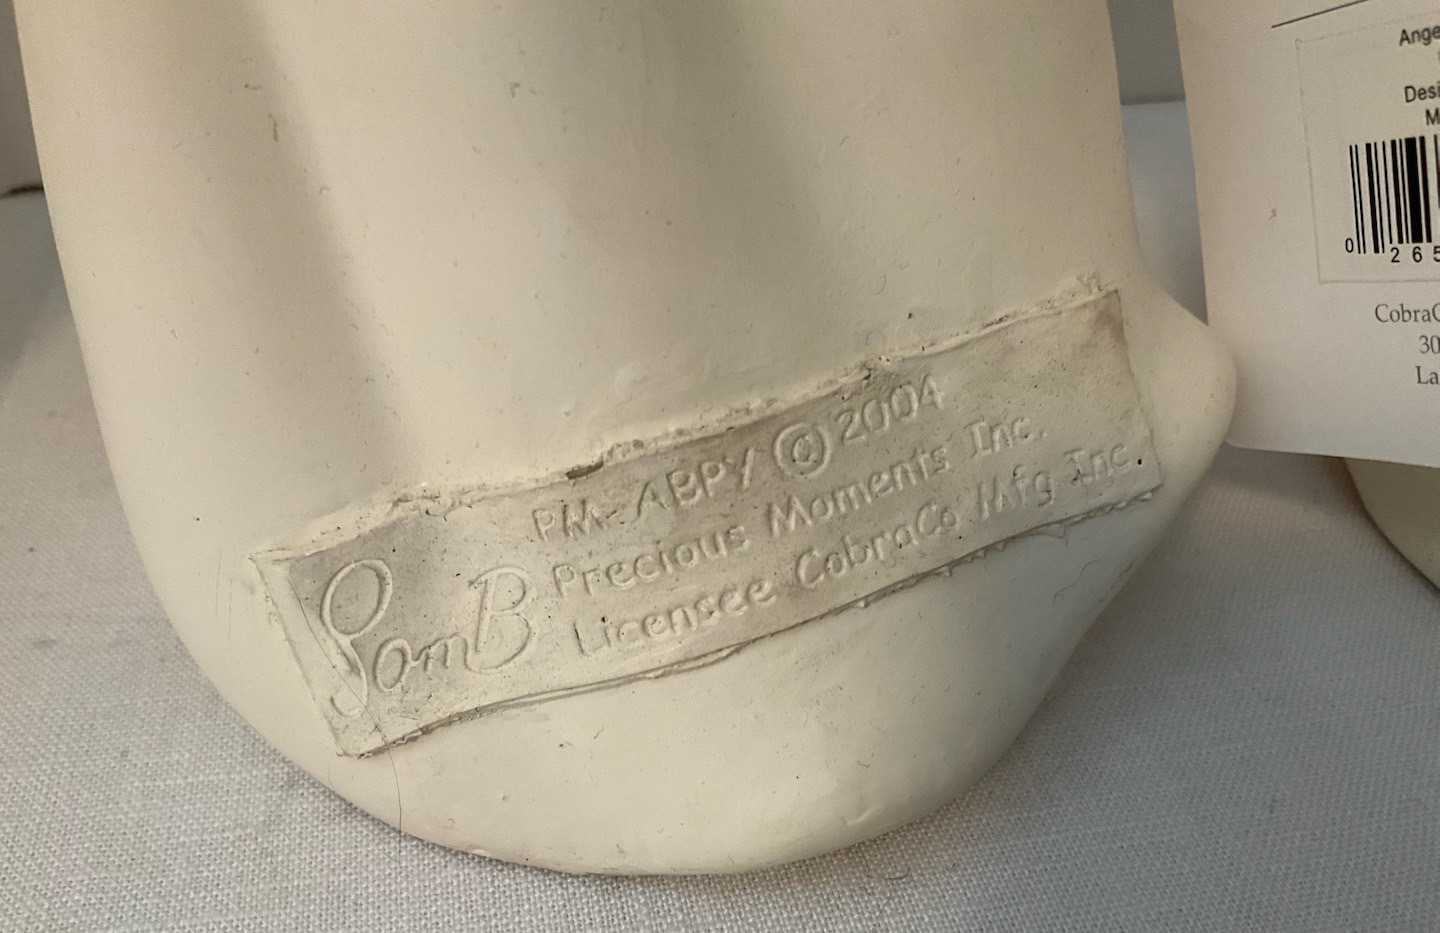 PM-ABPY © 2004
Precious Moments Inc.
Licensee CobraCo Mfg Inc.
SamB
Ange
Desi
M
0 265
CobraC
30
La